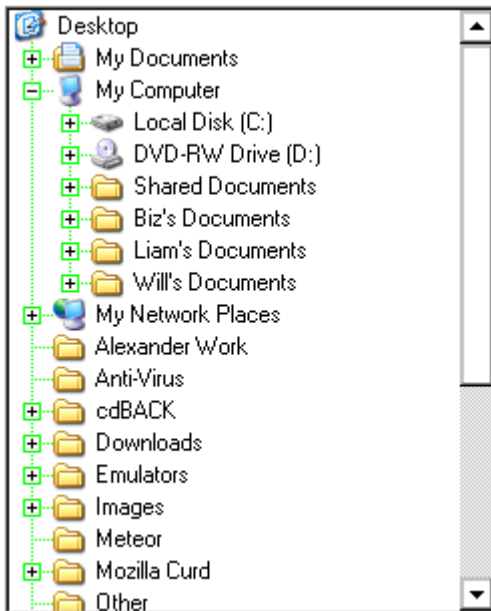 Desktop
My Documents
My Computer
Local Disk (C:)
DVD-RW Drive (D:)
Shared Documents
Biz's Documents
Liam's Documents
Will's Documents
My Network Places
Alexander Work
Anti-Virus
cdBACK
Downloads
Emulators
Images
Meteor
Mozilla Curd
Other